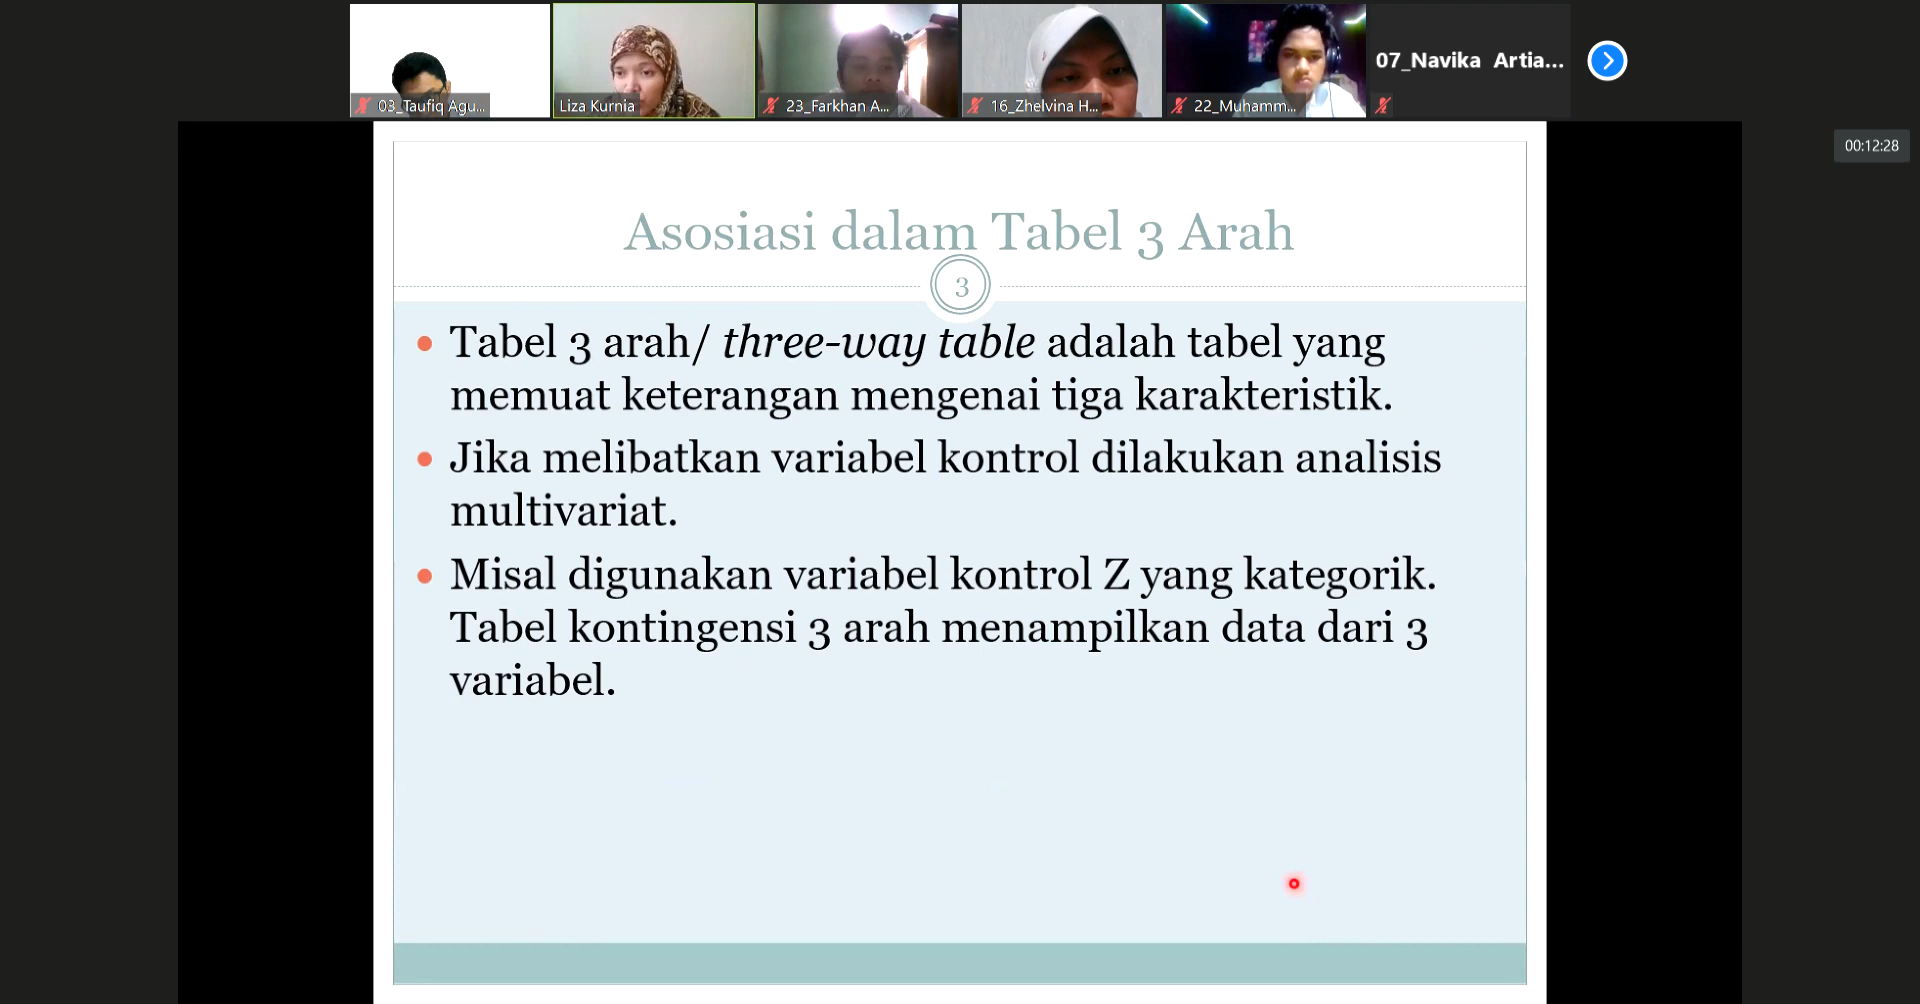 03_Taufiq Agu...
Liza Kurnia
23_Farkhan A...
16_Zhelvina H...
22_Muhamm...
07_Navika Artia...
00:12:28
Asosiasi dalam Tabel 3 Arah
3
Tabel 3 arah/ three-way table adalah tabel yang
memuat keterangan mengenai tiga karakteristik.
Jika melibatkan variabel kontrol dilakukan analisis
multivariat.
Misal digunakan variabel kontrol Z yang kategorik.
Tabel kontingensi 3 arah menampilkan data dari 3
variabel.